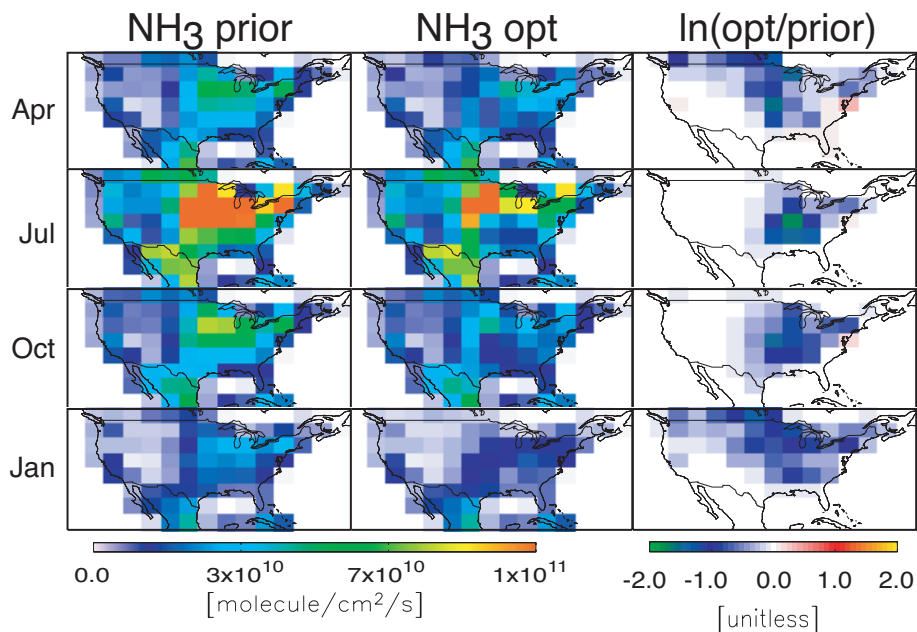 NH3 prior NH3 opt ln(opt/prior)
Apr
Jul
Oct
Jan
0.0 3x10^10 7x10^10 1x10^11
[molecule/cm^2/s]
-2.0 -1.0 0.0 1.0 2.0
[unitless]